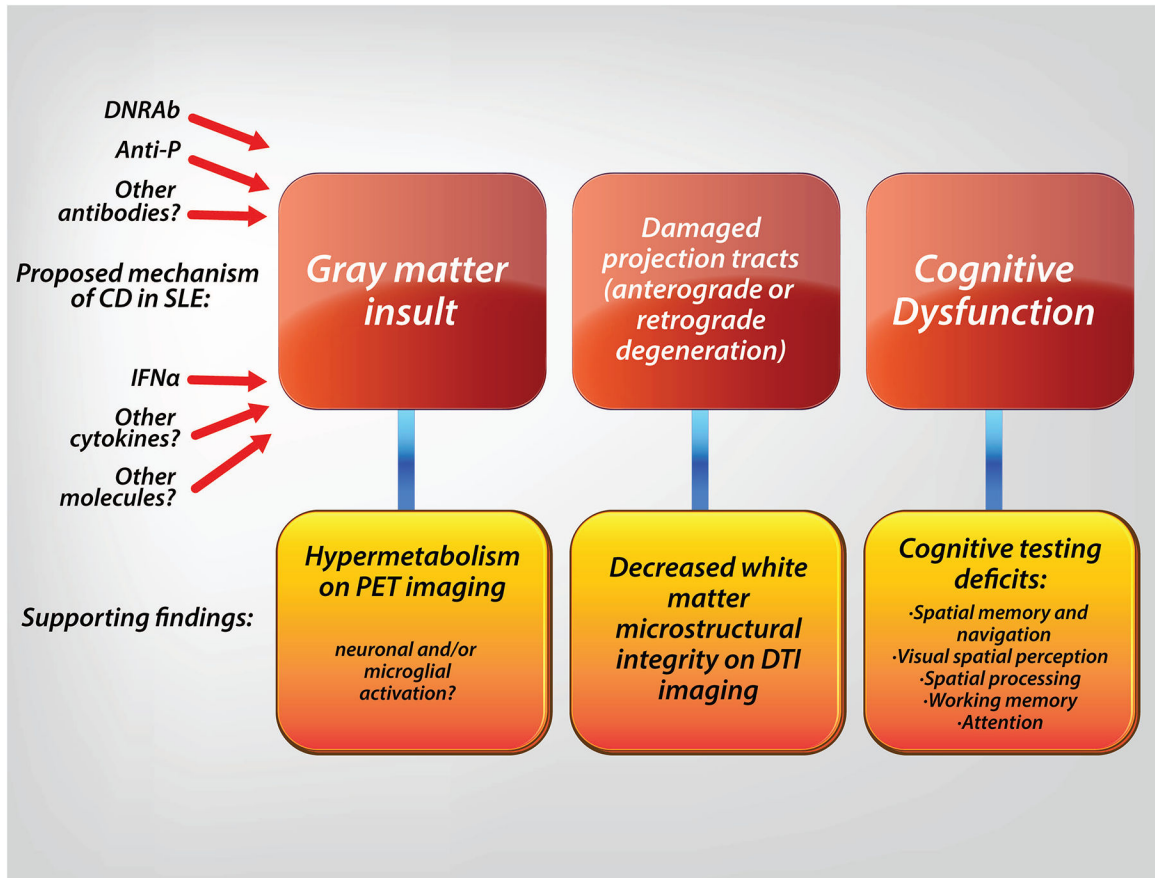 DNRAb
Anti-P
Other
antibodies?
Proposed mechanism
of CD in SLE:
IFNα
Other
cytokines?
Other
molecules?
Gray matter
insult
Damaged
projection tracts
(anterograde or
retrograde
degeneration)
Cognitive
Dysfunction
Supporting findings:
Hypermetabolism
on PET imaging
neuronal and/or
microglial
activation?
Decreased white
matter
microstructural
integrity on DTI
imaging
Cognitive testing
deficits:
·Spatial memory and
navigation
·Visual spatial perception
·Spatial processing
·Working memory
·Attention